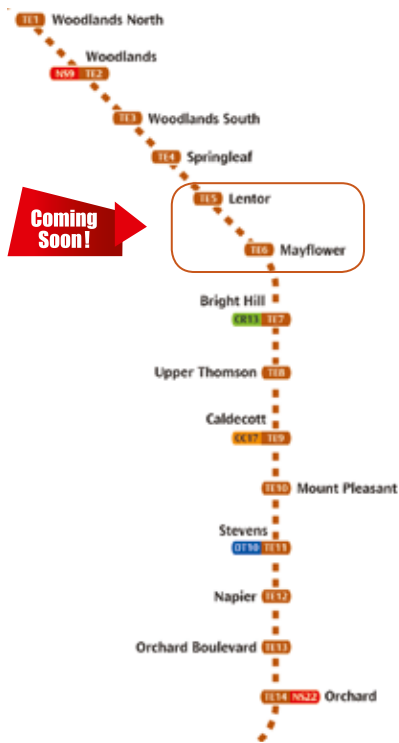 TE1 Woodlands North
Woodlands
NS9 TE2
TE3 Woodlands South
TE4 Springleaf
TE5 Lentor
Coming
Soon!
TE6 Mayflower
Bright Hill
CR13 TE7
Upper Thomson TE8
Caldecott
CC17 TE9
TE10 Mount Pleasant
Stevens
DT10 TE11
Napier TE12
Orchard Boulevard TE13
TE14 NS22 Orchard